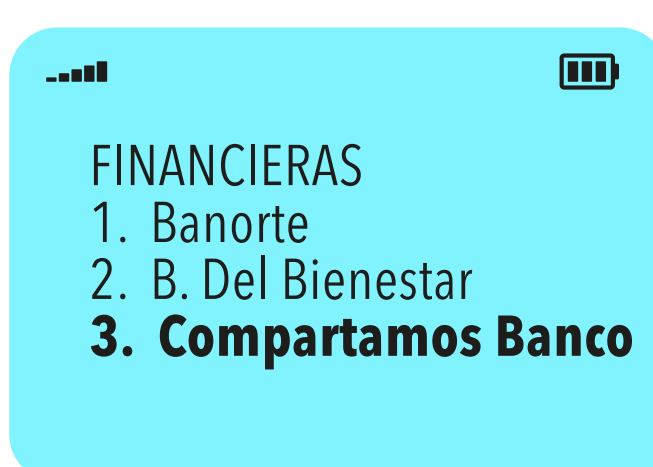 FINANCIERAS
1. Banorte
2. B. Del Bienestar
3. Compartamos Banco